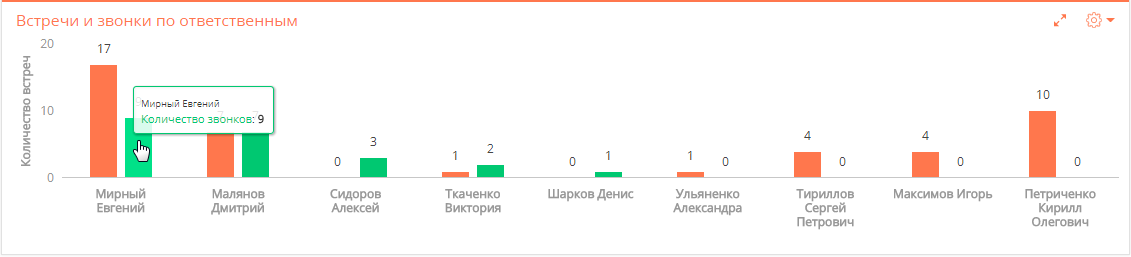 Встречи и звонки по ответственным
Количество встреч
20
10
0
17
Мирный Евгений
Количество звонков: 9
0
3
1
2
0
1
1
0
4
0
4
0
10
0
Мирный
Евгений
Малянов
Дмитрий
Сидоров
Алексей
Ткаченко
Виктория
Шарков Денис
Ульяненко
Александра
Тириллов
Сергей
Петрович
Максимов Игорь
Петриченко
Кирилл
Олегович